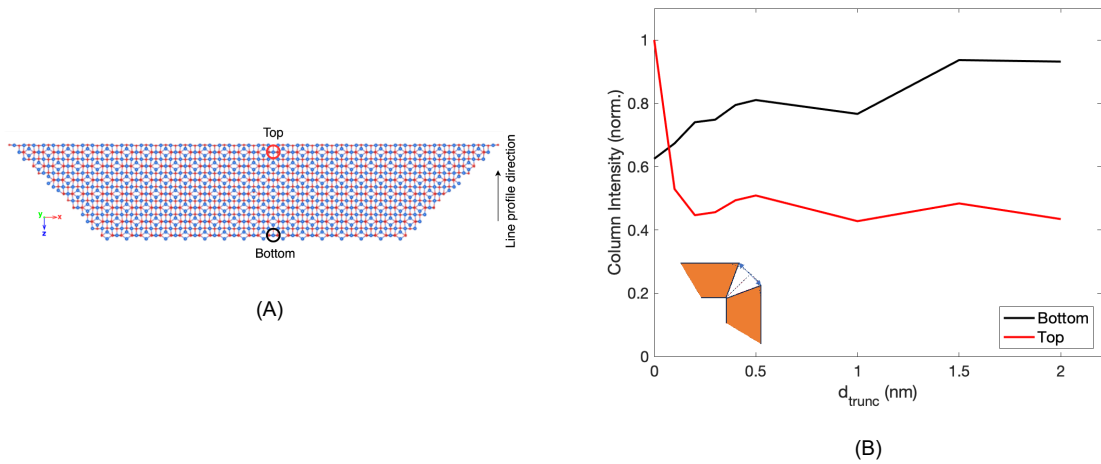 Top
y
x
z
Bottom
Line profile direction
(A)
Column Intensity (norm.)
1
0.8
0.6
0.4
0.2
0
0
0.5
1
1.5
2
d_trunc (nm)
Bottom
Top
(B)